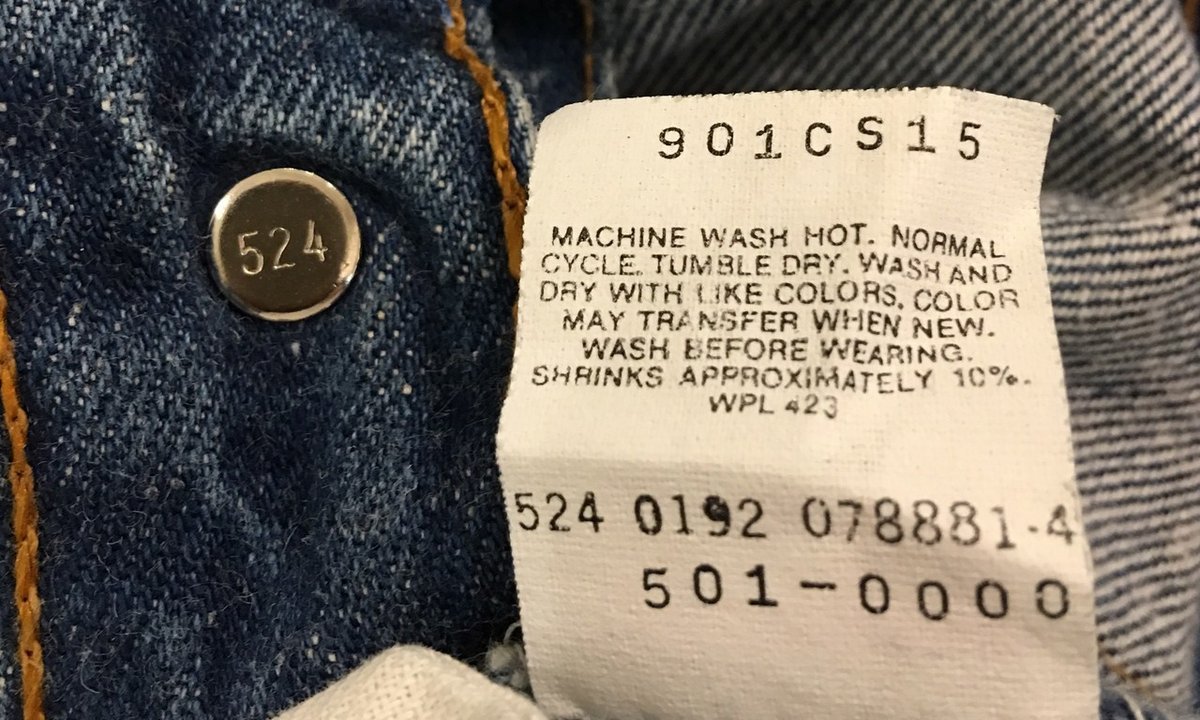 524
901CS15
MACHINE WASH HOT. NORMAL
CYCLE. TUMBLE DRY. WASH AND
DRY WITH LIKE COLORS. COLOR
MAY TRANSFER WHEN NEW.
WASH BEFORE WEARING.
SHRINKS APPROXIMATELY 10%.
WPL 423
524 0192 078881-4
501-0000